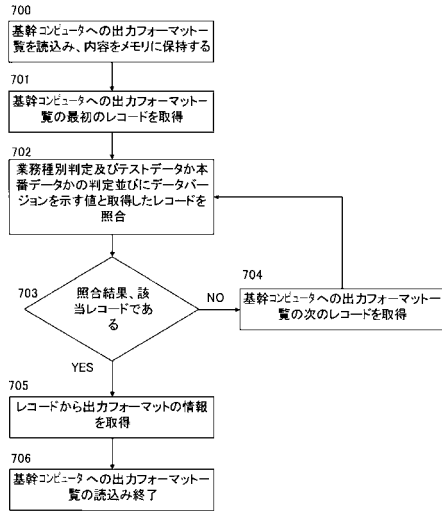 700
基幹コンピュータへの出力フォーマット一
覧を読込み、内容をメモリに保持する
701
基幹コンピュータへの出力フォーマット一
覧の最初のレコードを取得
702
業務種別判定及びテストデータか本
番データかの判定並びにデータバー
ジョンを示す値と取得したレコードを
照合
703
照合結果、該
当レコードであ
る
NO
704
基幹コンピュータへの出力フォーマット一
覧の次のレコードを取得
YES
705
レコードから出力フォーマットの情報
を取得
706
基幹コンピュータへの出力フォーマット一
覧の読込み終了